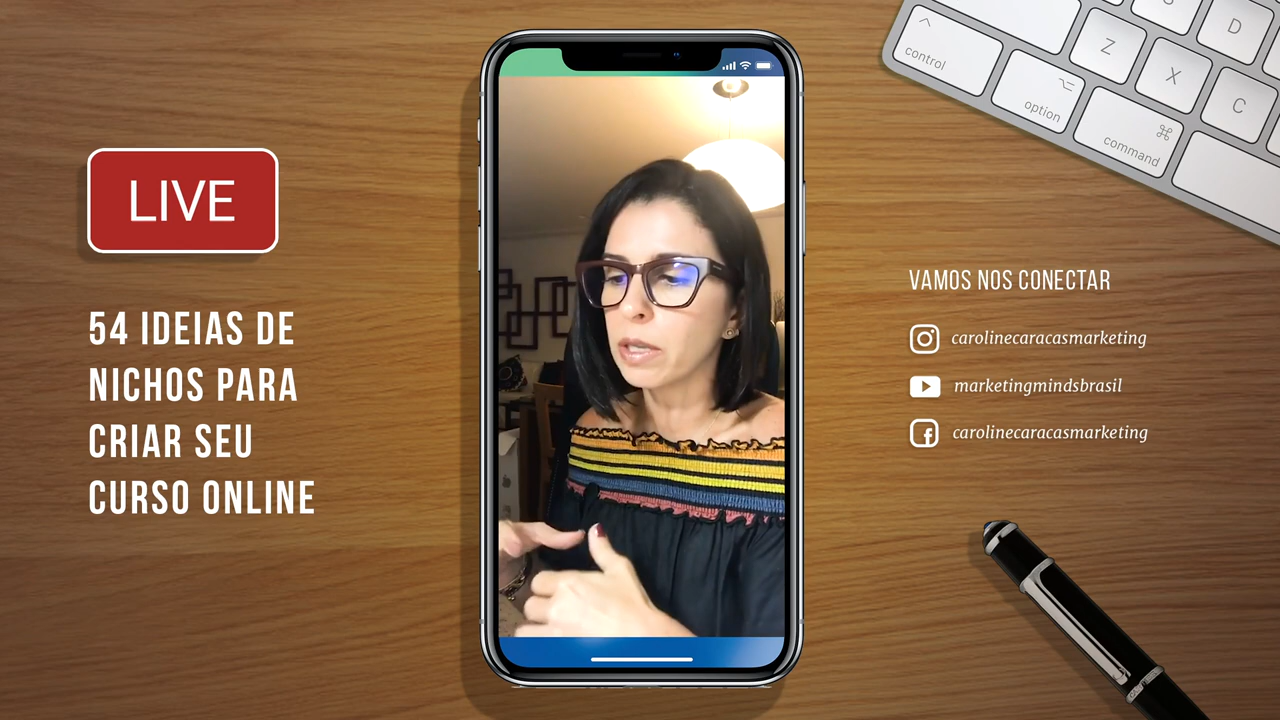 LIVE
54 IDEIAS DE
NICHOS PARA
CRIAR SEU
CURSO ONLINE
VAMOS NOS CONECTAR
carolinecaracasmarketing
marketingmindsbrasil
carolinecaracasmarketing
S
D
Z
X
C
control
option
command